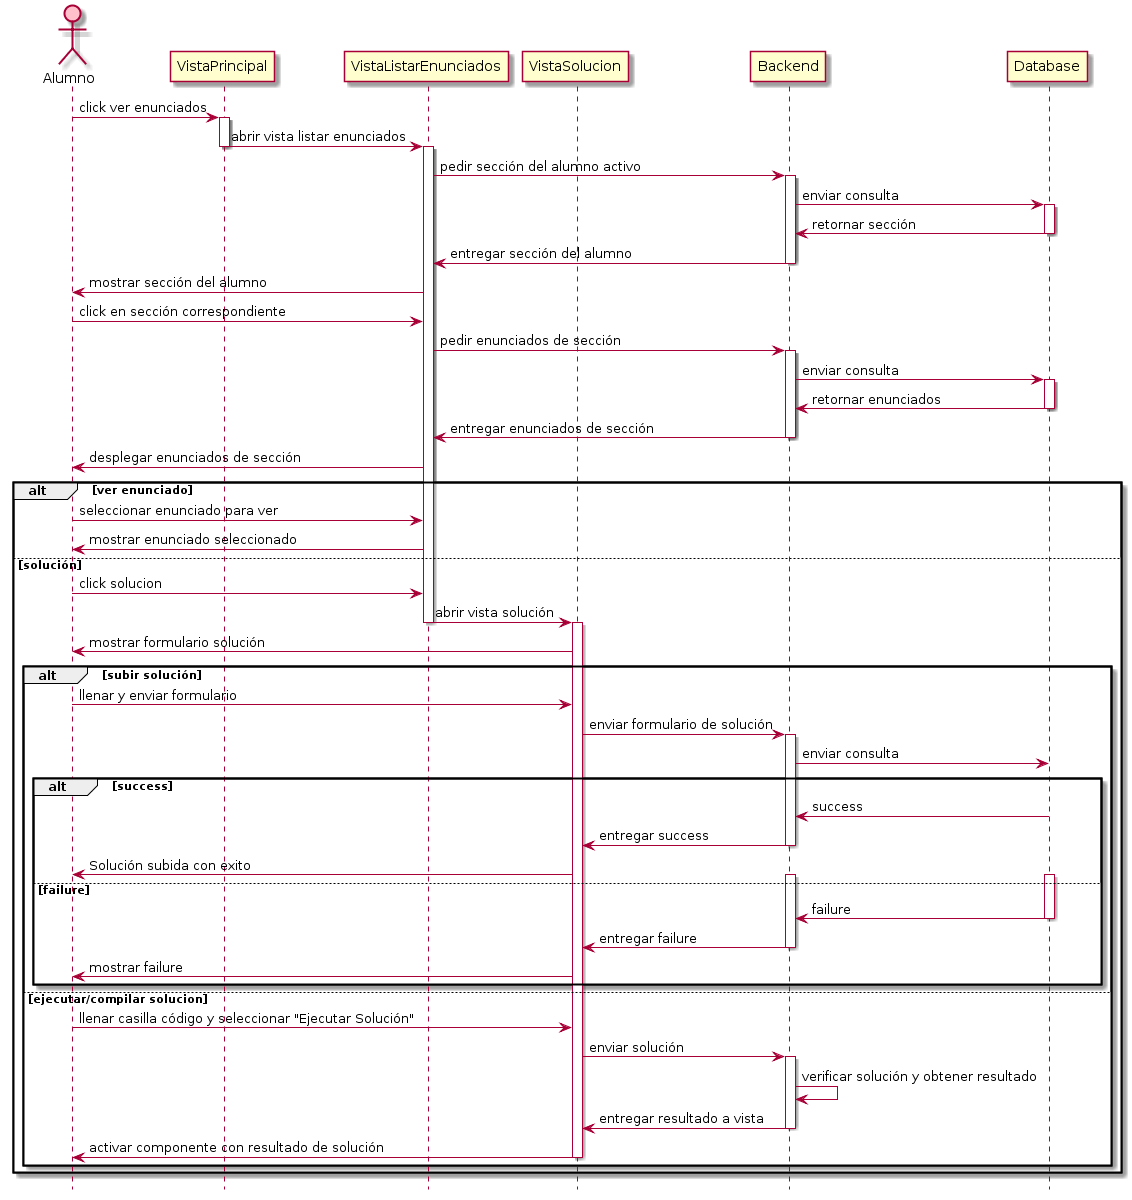 Alumno
VistaPrincipal
VistaListarEnunciados
VistaSolucion
Backend
Database
click ver enunciados
abrir vista listar enunciados
pedir sección del alumno activo
enviar consulta
retornar sección
entregar sección del alumno
mostrar sección del alumno
click en sección correspondiente
pedir enunciados de sección
enviar consulta
retornar enunciados
entregar enunciados de sección
desplegar enunciados de sección
alt [ver enunciado]
seleccionar enunciado para ver
mostrar enunciado seleccionado
[solución]
click solucion
abrir vista solución
mostrar formulario solución
alt [subir solución]
llenar y enviar formulario
enviar formulario de solución
enviar consulta
alt [success]
success
entregar success
Solución subida con exito
[failure]
failure
entregar failure
mostrar failure
[ejecutar/compilar solucion]
llenar casilla código y seleccionar "Ejecutar Solución"
enviar solución
verificar solución y obtener resultado
entregar resultado a vista
activar componente con resultado de solución